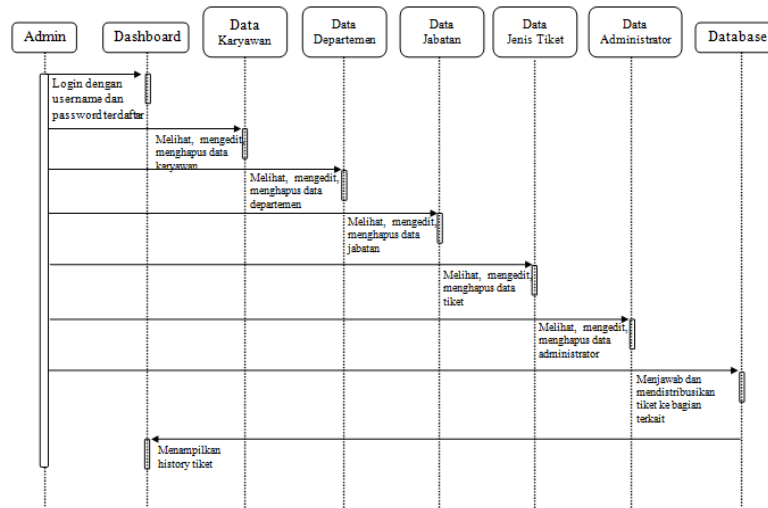 Admin
Dashboard
Data
Karyawan
Data
Departemen
Data
Jabatan
Data
Jenis Tiket
Data
Administrator
Database
Login dengan
username dan
password terdaftar
Melihat, mengedit,
menghapus data
karyawan
Melihat, mengedit,
menghapus data
departemen
Melihat, mengedit,
menghapus data
jabatan
Melihat, mengedit,
menghapus data
tiket
Melihat, mengedit,
menghapus data
administrator
Menjawab dan
mendistribusikan
tiket ke bagian
terkait
Menampilkan
history tiket